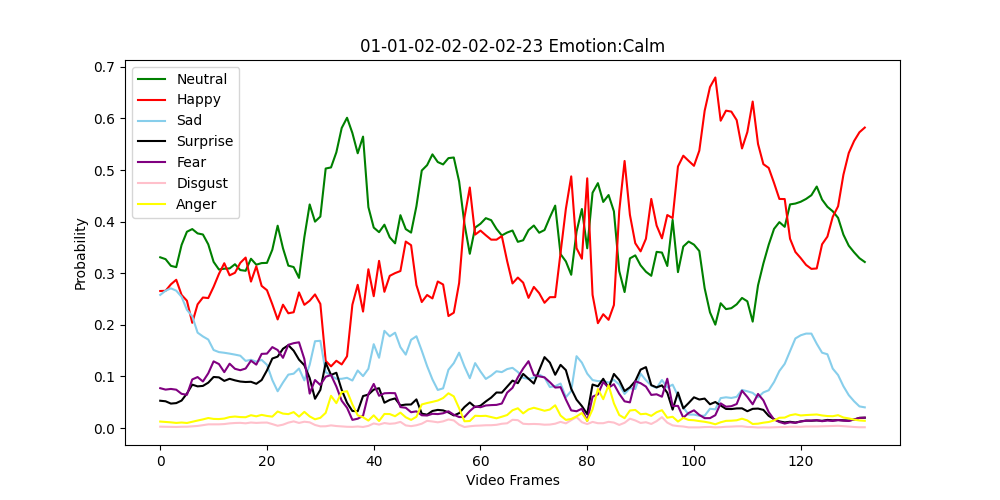 01-01-02-02-02-02-23 Emotion:Calm
0.7
0.6
0.5
0.4
0.3
0.2
0.1
0.0
Probability
Neutral
Happy
Sad
Surprise
Fear
Disgust
Anger
0 20 40 60 80 100 120
Video Frames